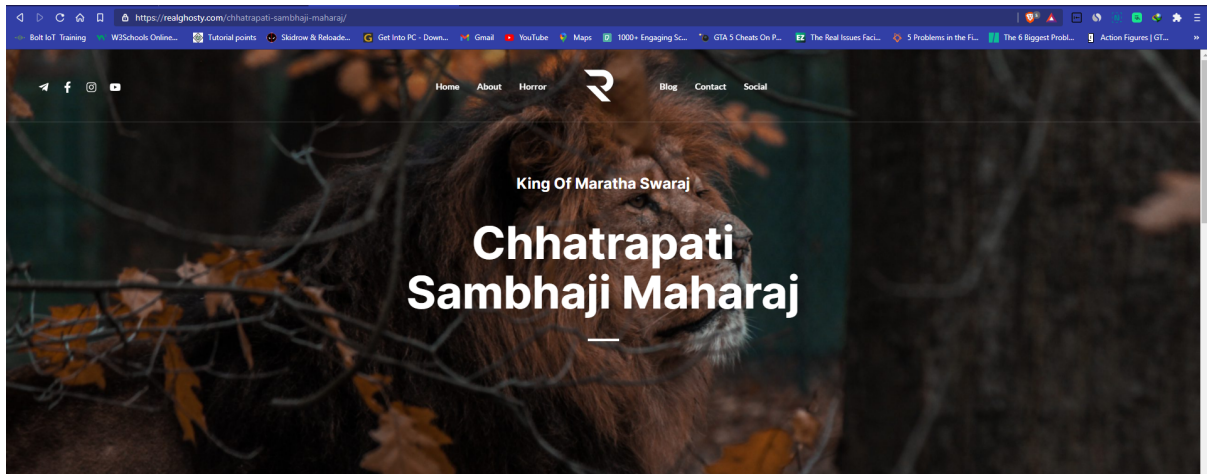 https://realghosty.com/chhatrapati-sambhaji-maharaj/
Bolt IoT Training W3Schools Online... Tutorial points Skidrow & Reloade... Get Into PC - Down... Gmail YouTube Maps 1000+ Engaging Sc... GTA 5 Cheats On P... The Real Issues Faci... 5 Problems in the Fi... The 6 Biggest Probl... Action Figures | GT... »
Home About Horror Blog Contact Social
King Of Maratha Swaraj
Chhatrapati
Sambhaji Maharaj